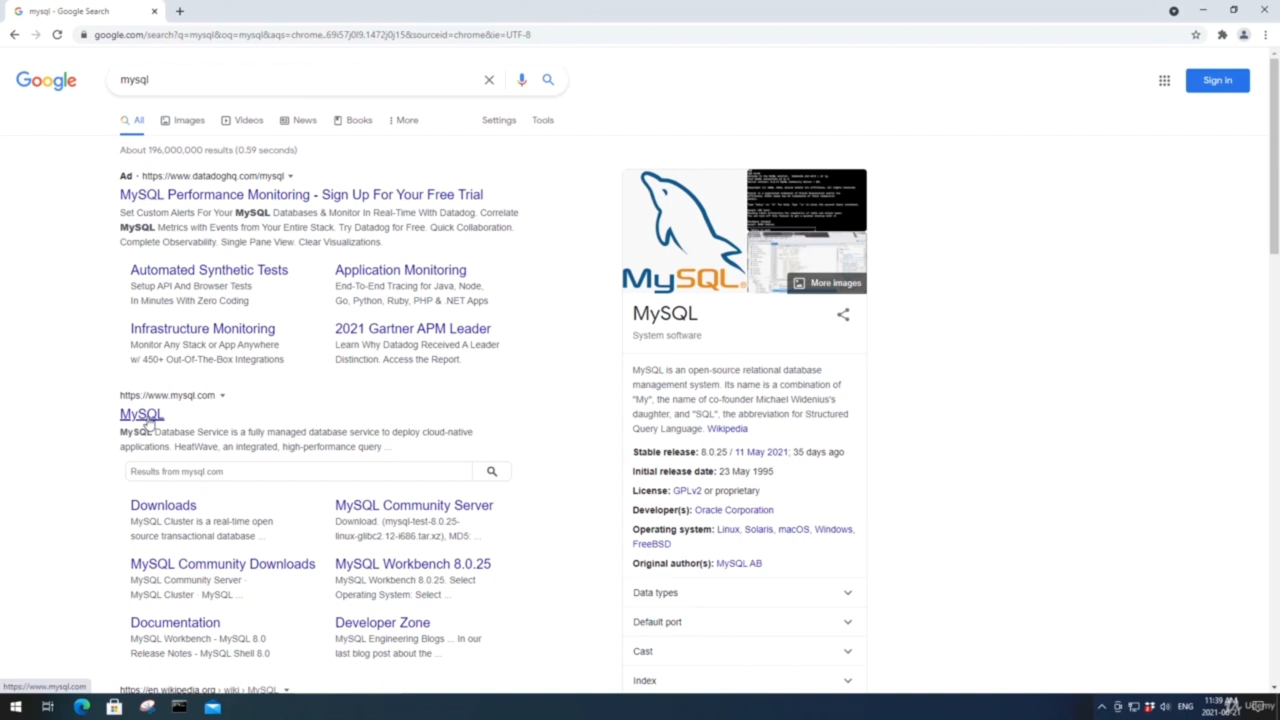 mysql - Google Search
google.com/search?q=mysql&oq=mysql&aqs=chrome..69i57j0l9.1472j0j15&sourceid=chrome&ie=UTF-8
Google
mysql
Sign in
All
Images
Videos
News
Books
More
Settings
Tools
About 196,000,000 results (0.59 seconds)
Ad · https://www.datadoghq.com/mysql
MySQL Performance Monitoring - Sign Up For Your Free Trial
Set Custom Alerts For Your MySQL Databases & Monitor In Real-Time With Datadog. Correlate
MySQL Metrics with Events from Your Entire Stack. Try Datadog for Free. Quick Collaboration.
Complete Observability. Single Pane View. Clear Visualizations.
Automated Synthetic Tests
Setup API And Browser Tests
In Minutes With Zero Coding
Application Monitoring
End-To-End Tracing for Java, Node,
Go, Python, Ruby, PHP & .NET Apps
Infrastructure Monitoring
Monitor Any Stack or App Anywhere
w/ 450+ Out-Of-The-Box Integrations
2021 Gartner APM Leader
Learn Why Datadog Received A Leader
Distinction. Access the Report.
https://www.mysql.com
MySQL
MySQL Database Service is a fully managed database service to deploy cloud-native
applications. HeatWave, an integrated, high-performance query ...
Results from mysql.com
Downloads
MySQL Cluster is a real-time open
source transactional database ...
MySQL Community Server
Download. (mysql-test-8.0.25-
linux-glibc2.12-i686.tar.xz), MD5: ...
MySQL Community Downloads
MySQL Community Server ·
MySQL Cluster · MySQL ...
MySQL Workbench 8.0.25
MySQL Workbench 8.0.25. Select
Operating System: Select ...
Documentation
MySQL Workbench - MySQL 8.0
Release Notes - MySQL Shell 8.0
Developer Zone
MySQL Engineering Blogs ... In our
last blog post about the ...
https://en.wikipedia.org › wiki › MySQL
MySQL
More images
MySQL
System software
MySQL is an open-source relational database
management system. Its name is a combination of
"My", the name of co-founder Michael Widenius's
daughter, and "SQL", the abbreviation for Structured
Query Language. Wikipedia
Stable release: 8.0.25 / 11 May 2021; 35 days ago
Initial release date: 23 May 1995
License: GPLv2 or proprietary
Developer(s): Oracle Corporation
Operating system: Linux, Solaris, macOS, Windows,
FreeBSD
Original author(s): MySQL AB
Data types
Default port
Cast
Index
https://www.mysql.com
ENG
11:39 AM
2021-06-21
Udemy